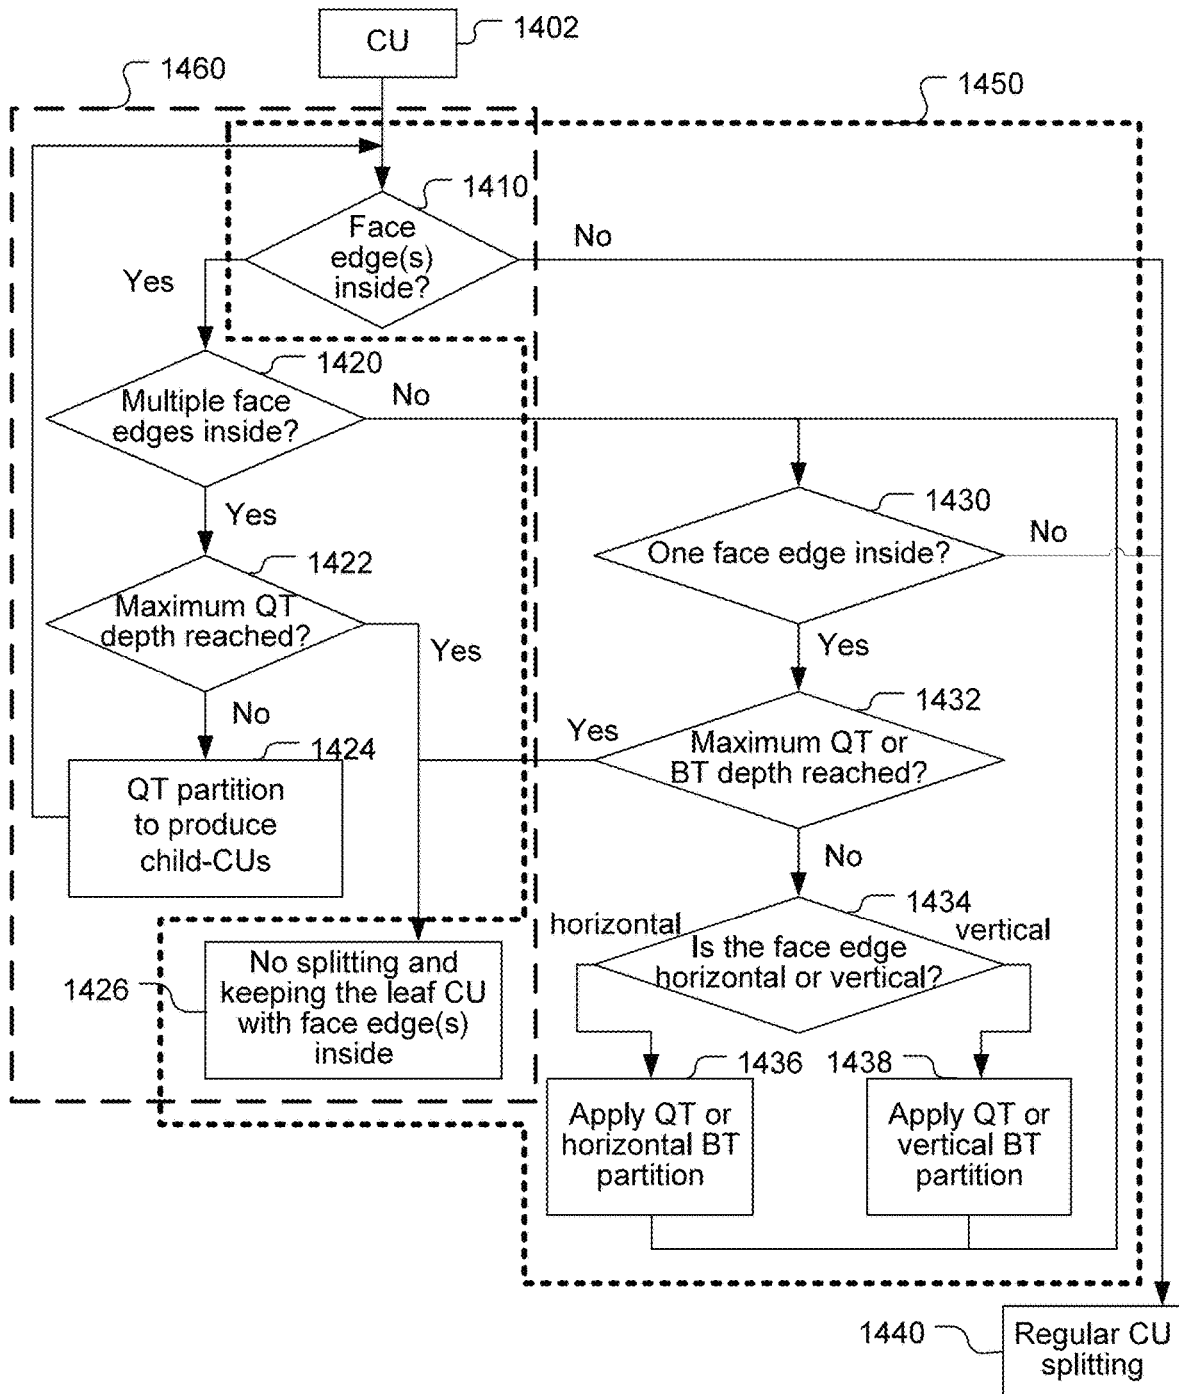 CU
1402
1460
1450
1410
Face
edge(s)
inside?
No
Yes
1420
Multiple face
edges inside?
No
1430
One face edge inside?
No
Yes
1422
Maximum QT
depth reached?
Yes
Yes
1432
Maximum QT or
BT depth reached?
Yes
No
1424
QT partition
to produce
child-CUs
No
1434
horizontal
vertical
Is the face edge
horizontal or vertical?
1426
No splitting and
keeping the leaf CU
with face edge(s)
inside
1436
1438
Apply QT or
horizontal BT
partition
Apply QT or
vertical BT
partition
1440
Regular CU
splitting